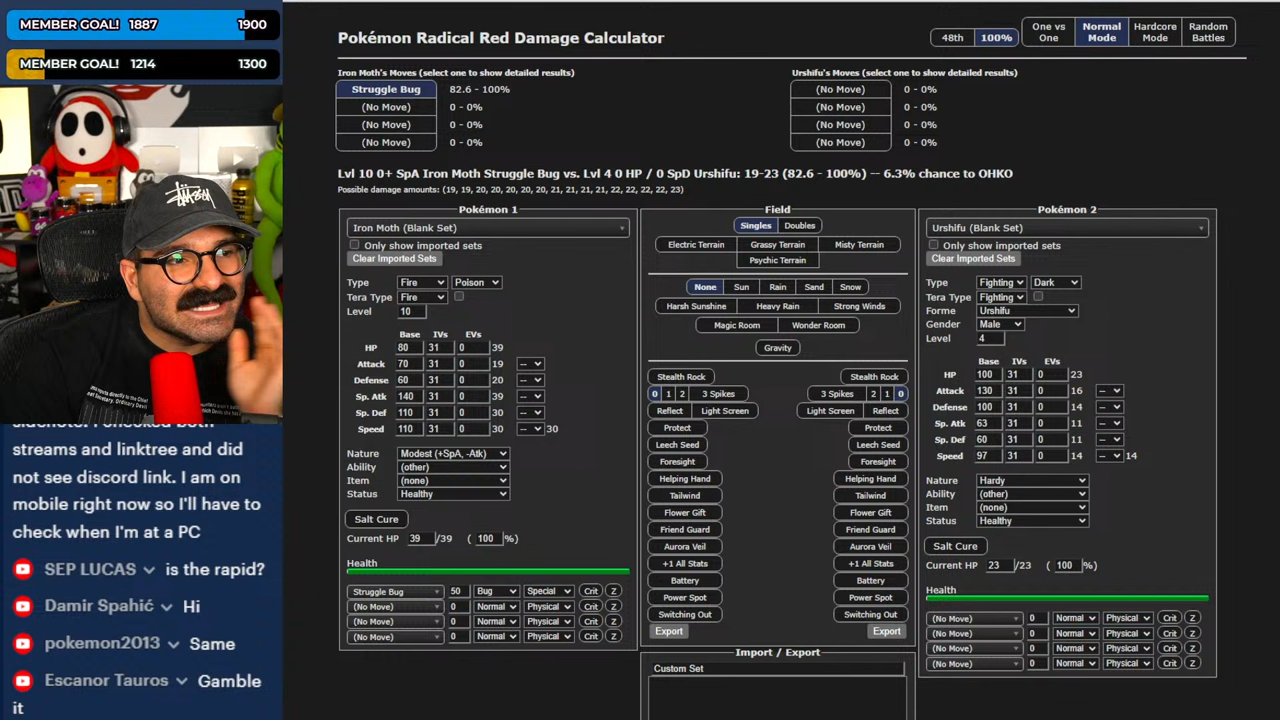 MEMBER GOAL! 1887 1900
MEMBER GOAL! 1214 1300
Pokémon Radical Red Damage Calculator
48th 100%
One vs One
Normal Mode
Hardcore Mode
Random Battles
Iron Moth's Moves (select one to show detailed results)
Struggle Bug 82.6 - 100%
(No Move) 0 - 0%
(No Move) 0 - 0%
(No Move) 0 - 0%
Urshifu's Moves (select one to show detailed results)
(No Move) 0 - 0%
(No Move) 0 - 0%
(No Move) 0 - 0%
(No Move) 0 - 0%
Lvl 10 0+ SpA Iron Moth Struggle Bug vs. Lvl 4 0 HP / 0 SpD Urshifu: 19-23 (82.6 - 100%) -- 6.3% chance to OHKO
Possible damage amounts: (19, 19, 20, 20, 20, 20, 20, 21, 21, 21, 21, 22, 22, 22, 22, 23)
Pokémon 1
Iron Moth (Blank Set)
Only show imported sets
Clear Imported Sets
Type Fire Poison
Tera Type Fire
Level 10
Base IVs EVs
HP 80 31 0 39
Attack 70 31 0 19 --
Defense 60 31 0 20 --
Sp. Atk 140 31 0 39 --
Sp. Def 110 31 0 30 --
Speed 110 31 0 30 -- 30
Nature Modest (+SpA, -Atk)
Ability (other)
Item (none)
Status Healthy
Salt Cure
Current HP 39 /39 ( 100 %)
Health
Struggle Bug 50 Bug Special Crit Z
(No Move) 0 Normal Physical Crit Z
(No Move) 0 Normal Physical Crit Z
(No Move) 0 Normal Physical Crit Z
Field
Singles Doubles
Electric Terrain Grassy Terrain Misty Terrain
Psychic Terrain
None Sun Rain Sand Snow
Harsh Sunshine Heavy Rain Strong Winds
Magic Room Wonder Room
Gravity
Stealth Rock Stealth Rock
0 1 2 3 Spikes 3 Spikes 2 1 0
Reflect Light Screen Light Screen Reflect
Protect Protect
Leech Seed Leech Seed
Foresight Foresight
Helping Hand Helping Hand
Tailwind Tailwind
Flower Gift Flower Gift
Friend Guard Friend Guard
Aurora Veil Aurora Veil
+1 All Stats +1 All Stats
Battery Battery
Power Spot Power Spot
Switching Out Switching Out
Export Export
Import / Export
Custom Set
Pokémon 2
Urshifu (Blank Set)
Only show imported sets
Clear Imported Sets
Type Fighting Dark
Tera Type Fighting
Forme Urshifu
Gender Male
Level 4
Base IVs EVs
HP 100 31 0 23
Attack 130 31 0 16 --
Defense 100 31 0 14 --
Sp. Atk 63 31 0 11 --
Sp. Def 60 31 0 11 --
Speed 97 31 0 14 -- 14
Nature Hardy
Ability (other)
Item (none)
Status Healthy
Salt Cure
Current HP 23 /23 ( 100 %)
Health
(No Move) 0 Normal Physical Crit Z
(No Move) 0 Normal Physical Crit Z
(No Move) 0 Normal Physical Crit Z
(No Move) 0 Normal Physical Crit Z
streams and linktree and did
not see discord link. I am on
mobile right now so I'll have to
check when I'm at a PC
SEP LUCAS is the rapid?
Damir Spahić Hi
pokemon2013 Same
Escanor Tauros Gamble
it